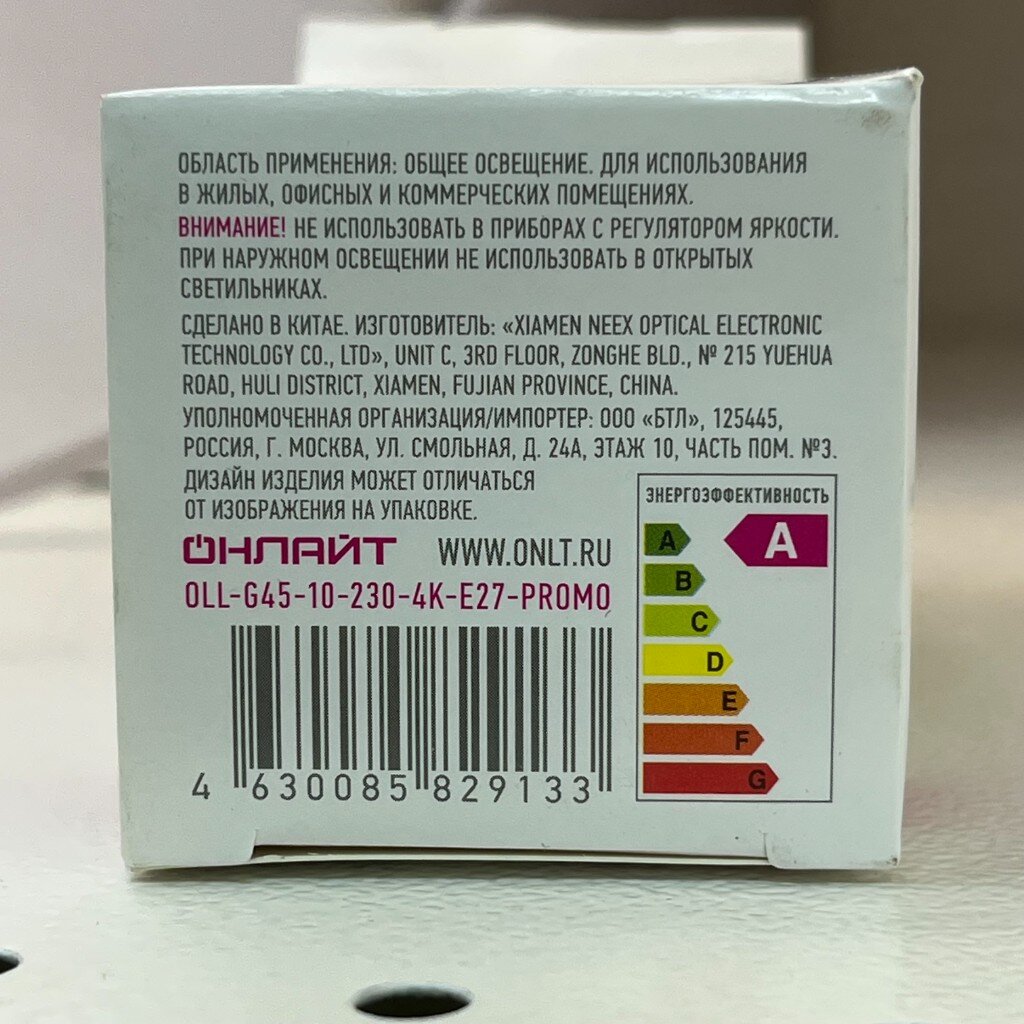 ОБЛАСТЬ ПРИМЕНЕНИЯ: ОБЩЕЕ ОСВЕЩЕНИЕ. ДЛЯ ИСПОЛЬЗОВАНИЯ
В ЖИЛЫХ, ОФИСНЫХ И КОММЕРЧЕСКИХ ПОМЕЩЕНИЯХ.
ВНИМАНИЕ! НЕ ИСПОЛЬЗОВАТЬ В ПРИБОРАХ С РЕГУЛЯТОРОМ ЯРКОСТИ.
ПРИ НАРУЖНОМ ОСВЕЩЕНИИ НЕ ИСПОЛЬЗОВАТЬ В ОТКРЫТЫХ
СВЕТИЛЬНИКАХ.
СДЕЛАНО В КИТАЕ. ИЗГОТОВИТЕЛЬ: «XIAMEN NEEX OPTICAL ELECTRONIC
TECHNOLOGY CO., LTD», UNIT C, 3RD FLOOR, ZONGHE BLD., № 215 YUEHUA
ROAD, HULI DISTRICT, XIAMEN, FUJIAN PROVINCE, CHINA.
УПОЛНОМОЧЕННАЯ ОРГАНИЗАЦИЯ/ИМПОРТЕР: ООО «БТЛ», 125445,
РОССИЯ, Г. МОСКВА, УЛ. СМОЛЬНАЯ, Д. 24А, ЭТАЖ 10, ЧАСТЬ ПОМ. №3.
ДИЗАЙН ИЗДЕЛИЯ МОЖЕТ ОТЛИЧАТЬСЯ
ОТ ИЗОБРАЖЕНИЯ НА УПАКОВКЕ.
ОНЛАЙТ WWW.ONLT.RU
OLL-G45-10-230-4K-E27-PROMO
4 630085 829133
ЭНЕРГОЭФФЕКТИВНОСТЬ
A A
B
C
D
E
F
G